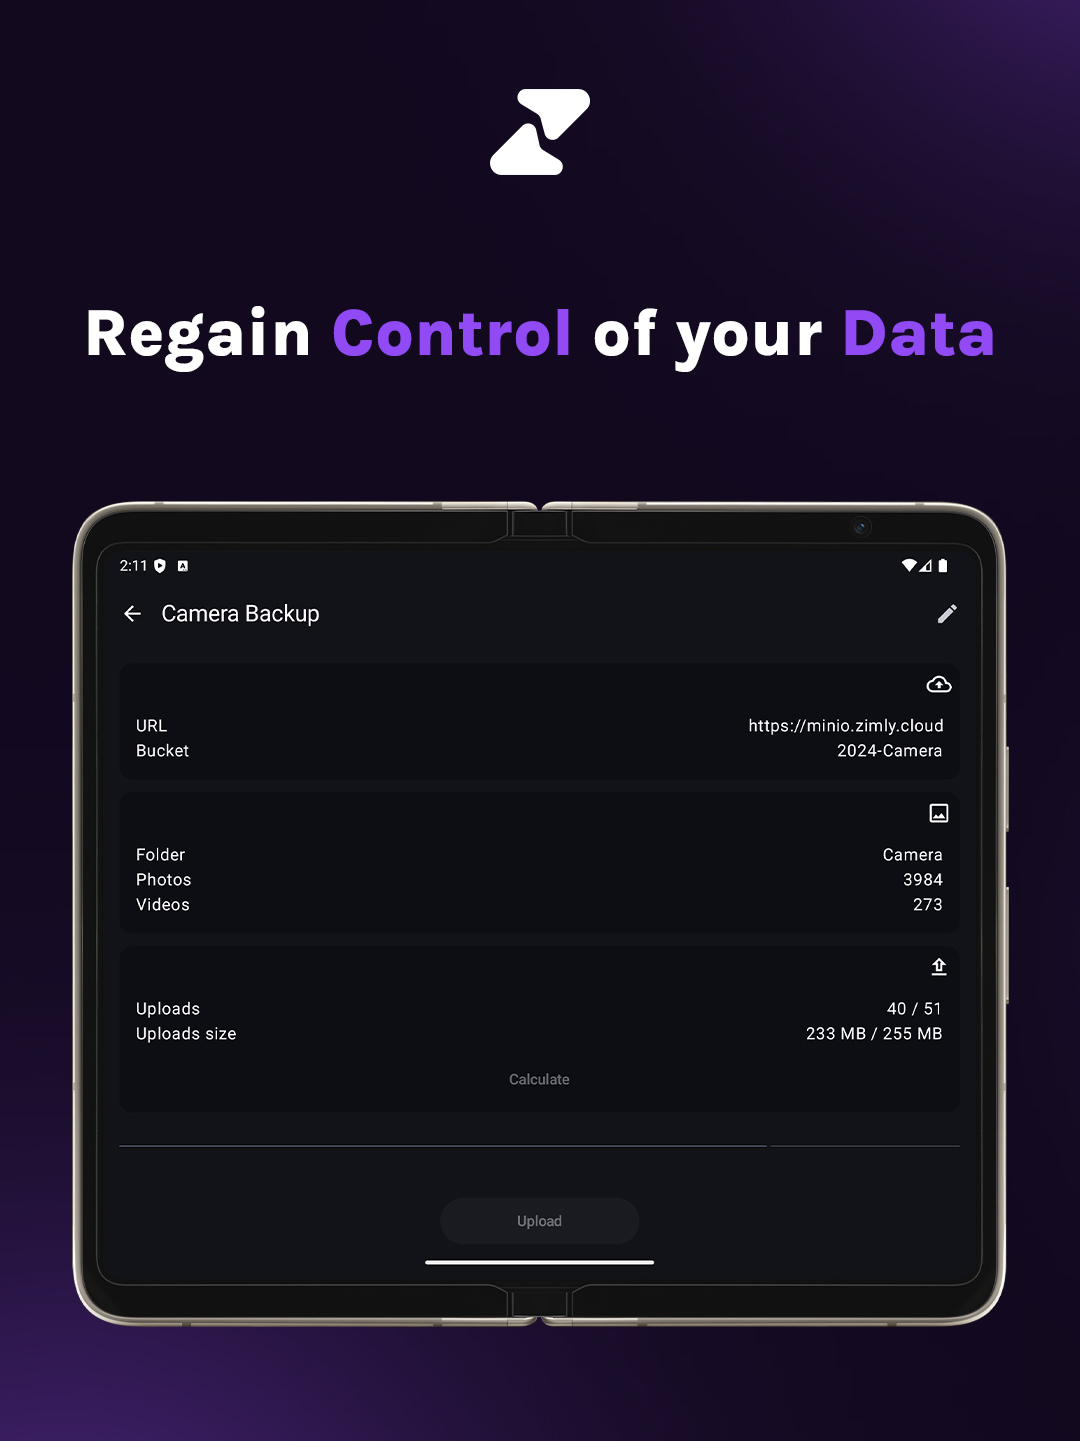 Regain Control of your Data
2:11
Camera Backup
URL https://minio.zimly.cloud
Bucket 2024-Camera
Folder Camera
Photos 3984
Videos 273
Uploads 40 / 51
Uploads size 233 MB / 255 MB
Calculate
Upload